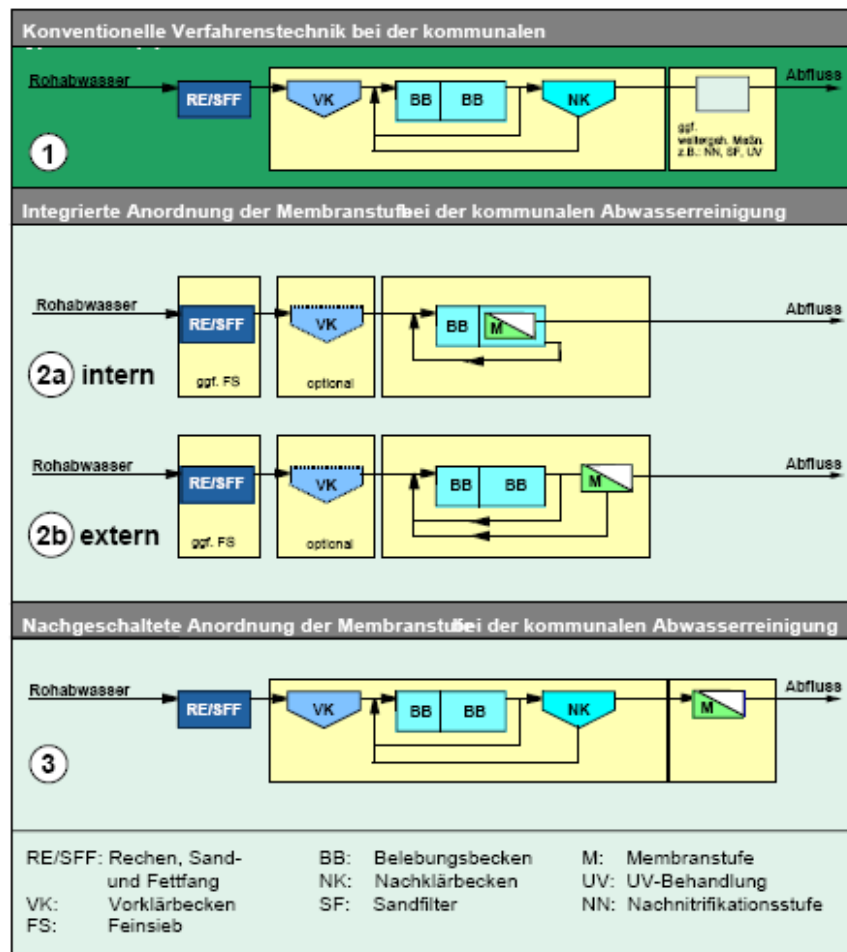 Konventionelle Verfahrenstechnik bei der kommunalen
Rohabwasser
RE/SFF
VK
BB
BB
NK
Abfluss
ggf.
weitergeh. Maßn.
z.B.: NN, SF, UV
1
Integrierte Anordnung der Membranstufe bei der kommunalen Abwasserreinigung
Rohabwasser
RE/SFF
VK
BB
M
Abfluss
2a intern
ggf. FS
optional
Rohabwasser
RE/SFF
VK
BB
BB
M
Abfluss
2b extern
ggf. FS
optional
Nachgeschaltete Anordnung der Membranstufe bei der kommunalen Abwasserreinigung
Rohabwasser
RE/SFF
VK
BB
BB
NK
M
Abfluss
3
RE/SFF: Rechen, Sand-
und Fettfang
VK: Vorklärbecken
FS: Feinsieb
BB: Belebungsbecken
NK: Nachklärbecken
SF: Sandfilter
M: Membranstufe
UV: UV-Behandlung
NN: Nachnitrifikationsstufe